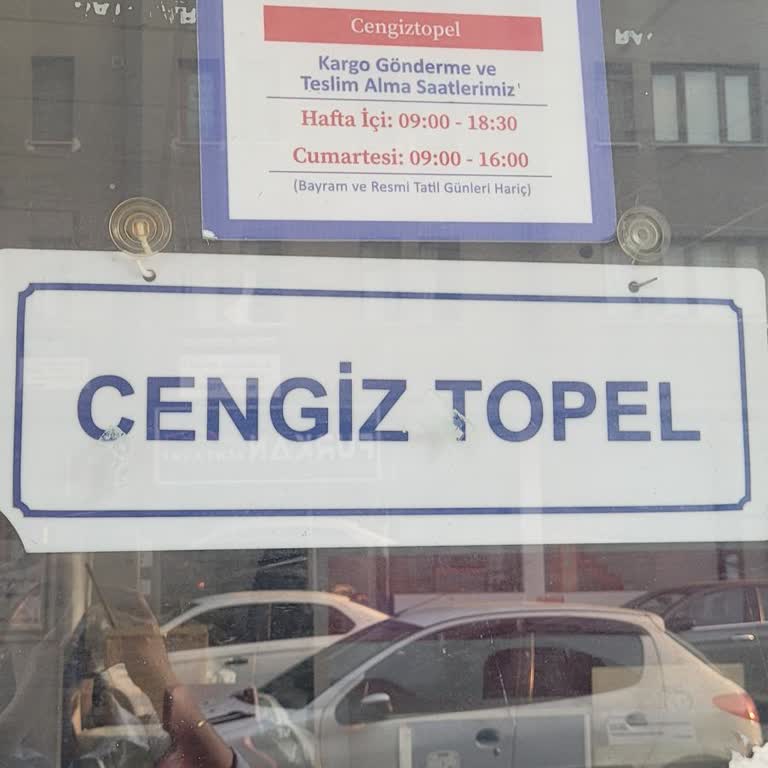 Cengiztopel
Kargo Gönderme ve
Teslim Alma Saatlerimiz
Hafta İçi: 09:00 - 18:30
Cumartesi: 09:00 - 16:00
(Bayram ve Resmi Tatil Günleri Hariç)
CENGİZ TOPEL
FURKAN